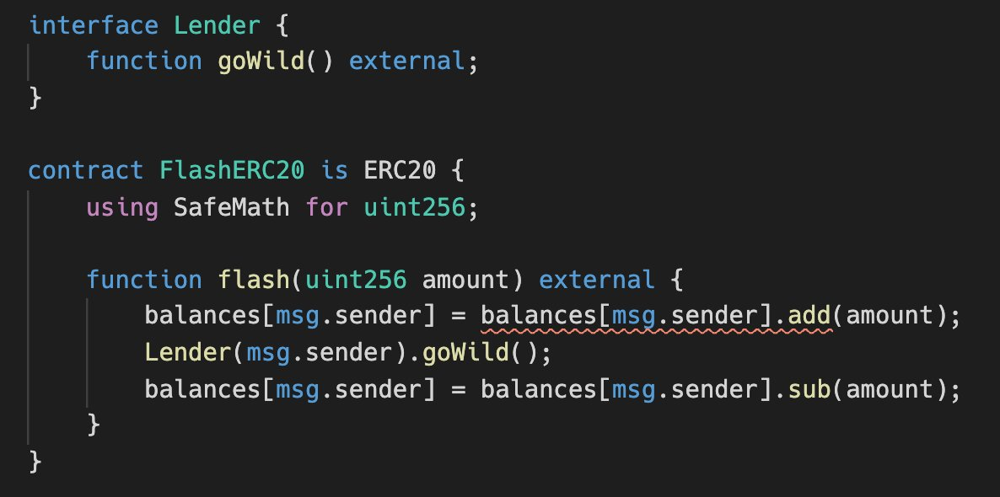 interface Lender {
    function goWild() external;
}

contract FlashERC20 is ERC20 {
    using SafeMath for uint256;

    function flash(uint256 amount) external {
        balances[msg.sender] = balances[msg.sender].add(amount);
        Lender(msg.sender).goWild();
        balances[msg.sender] = balances[msg.sender].sub(amount);
    }
}